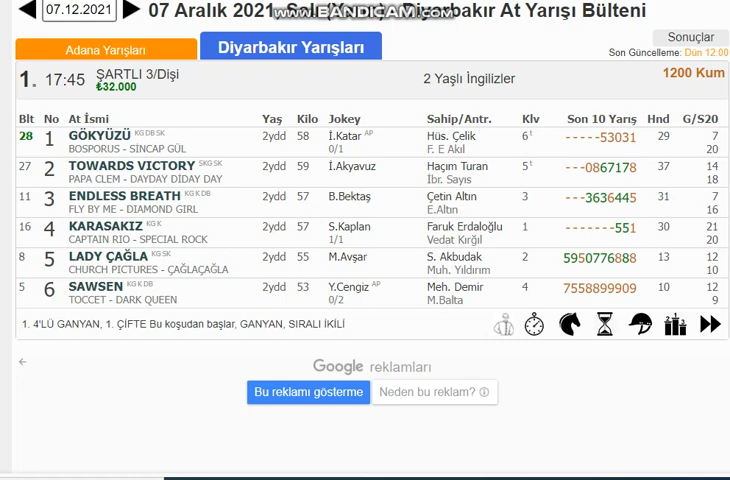 07.12.2021 07 Aralık 2021 Diyarbakır At Yarışı Bülteni
www.BANDICAM.com
Sonuçlar
Adana Yarışları Diyarbakır Yarışları
Son Güncelleme: Dün 12:00
1. 17:45 ŞARTLI 3/Dişi 2 Yaşlı İngilizler 1200 Kum
₺32.000
Blt No At İsmi Yaş Kilo Jokey Sahip/Antr. Klv Son 10 Yarış Hnd G/S20
28 1 GÖKYÜZÜ KG DB SK 2ydd 58 İ.Katar AP Hüs. Çelik 6 t -----53031 29 7
BOSPORUS - SİNCAP GÜL 0/1 F. E Akıl 20
27 2 TOWARDS VICTORY SKG SK 2ydd 59 İ.Akyavuz Haçım Turan 5 t ---0867178 37 14
PAPA CLEM - DAYDAY DİDAY DAY İbr. Sayıs 18
11 3 ENDLESS BREATH KG K DB 2ydd 57 B.Bektaş Çetin Altın 3 ---3636445 31 7
FLY BY ME - DIAMOND GIRL E.Altın 16
16 4 KARASAKIZ KG K 2ydd 57 S.Kaplan Faruk Erdaloğlu 1 -------551 30 21
CAPTAIN RIO - SPECIAL ROCK 1/1 Vedat Kırğıl 20
8 5 LADY ÇAĞLA KG SK 2ydd 55 M.Avşar S. Akbudak 2 5950776888 13 12
CHURCH PICTURES - ÇAĞLAÇAĞLA Muh. Yıldırım 10
5 6 SAWSEN KG K DB 2ydd 53 Y.Cengiz AP Meh. Demir 4 7558899909 10 12
TOCCET - DARK QUEEN 0/2 M.Balta 9
1. 4'LÜ GANYAN, 1. ÇİFTE Bu koşudan başlar, GANYAN, SIRALI İKİLİ
Google reklamları
Bu reklamı gösterme Neden bu reklam?